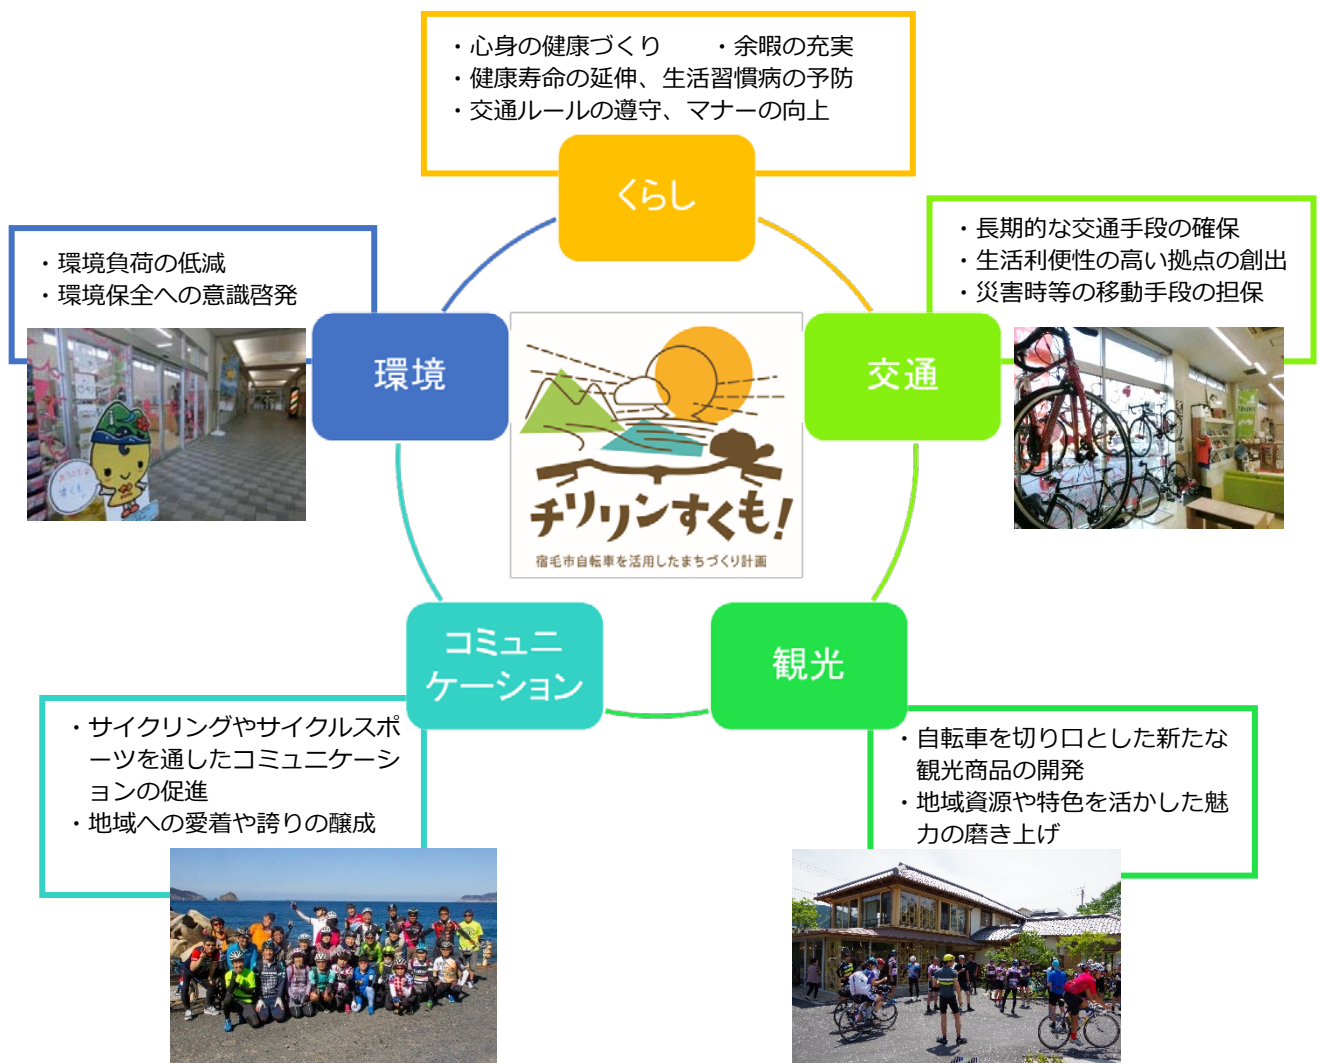 ・心身の健康づくり　　・余暇の充実
・健康寿命の延伸、生活習慣病の予防
・交通ルールの遵守、マナーの向上
くらし
・環境負荷の低減
・環境保全への意識啓発
環境
・長期的な交通手段の確保
・生活利便性の高い拠点の創出
・災害時等の移動手段の担保
交通
チリリンすくも!
宿毛市自転車を活用したまちづくり計画
コミュニ
ケーション
・サイクリングやサイクルスポ
ーツを通したコミュニケーシ
ョンの促進
・地域への愛着や誇りの醸成
観光
・自転車を切り口とした新たな
観光商品の開発
・地域資源や特色を活かした魅
力の磨き上げ